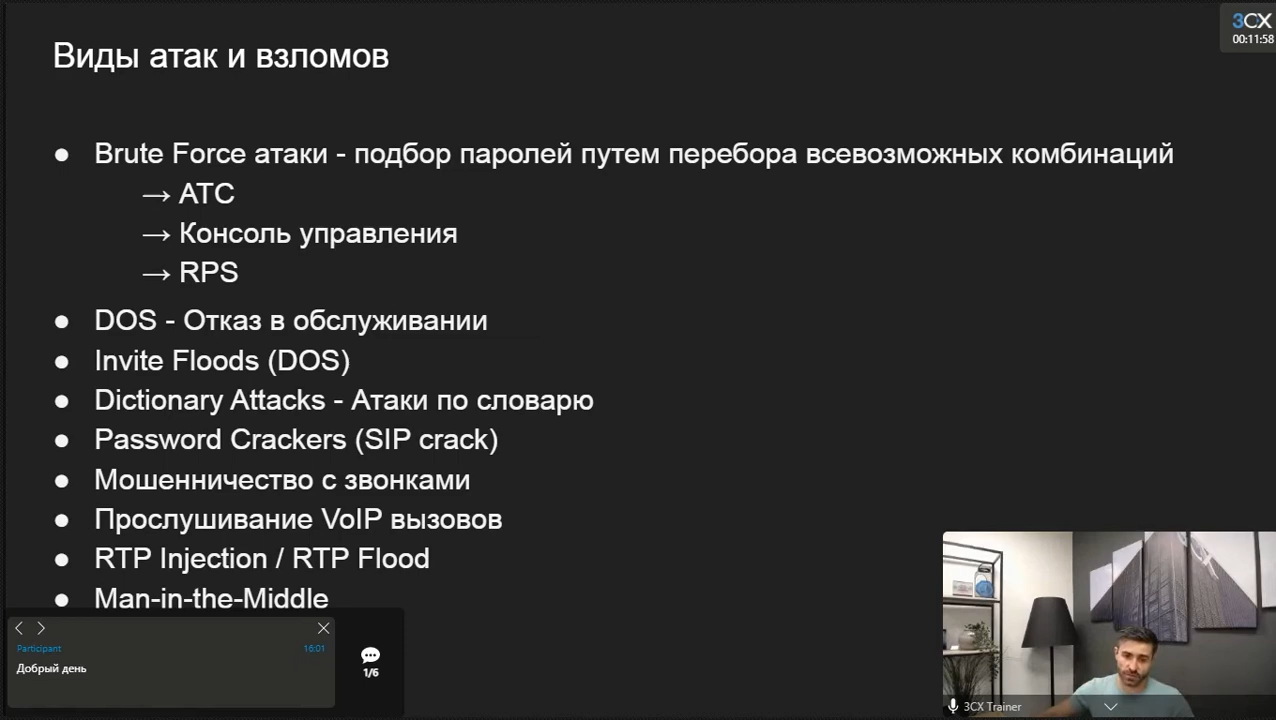 Виды атак и взломов
3CX
00:11:58
● Brute Force атаки - подбор паролей путем перебора всевозможных комбинаций
→ АТС
→ Консоль управления
→ RPS
● DOS - Отказ в обслуживании
● Invite Floods (DOS)
● Dictionary Attacks - Атаки по словарю
● Password Crackers (SIP crack)
● Мошенничество с звонками
● Прослушивание VoIP вызовов
● RTP Injection / RTP Flood
● Man-in-the-Middle
Participant 16:01
Добрый день
1/6
3CX Trainer